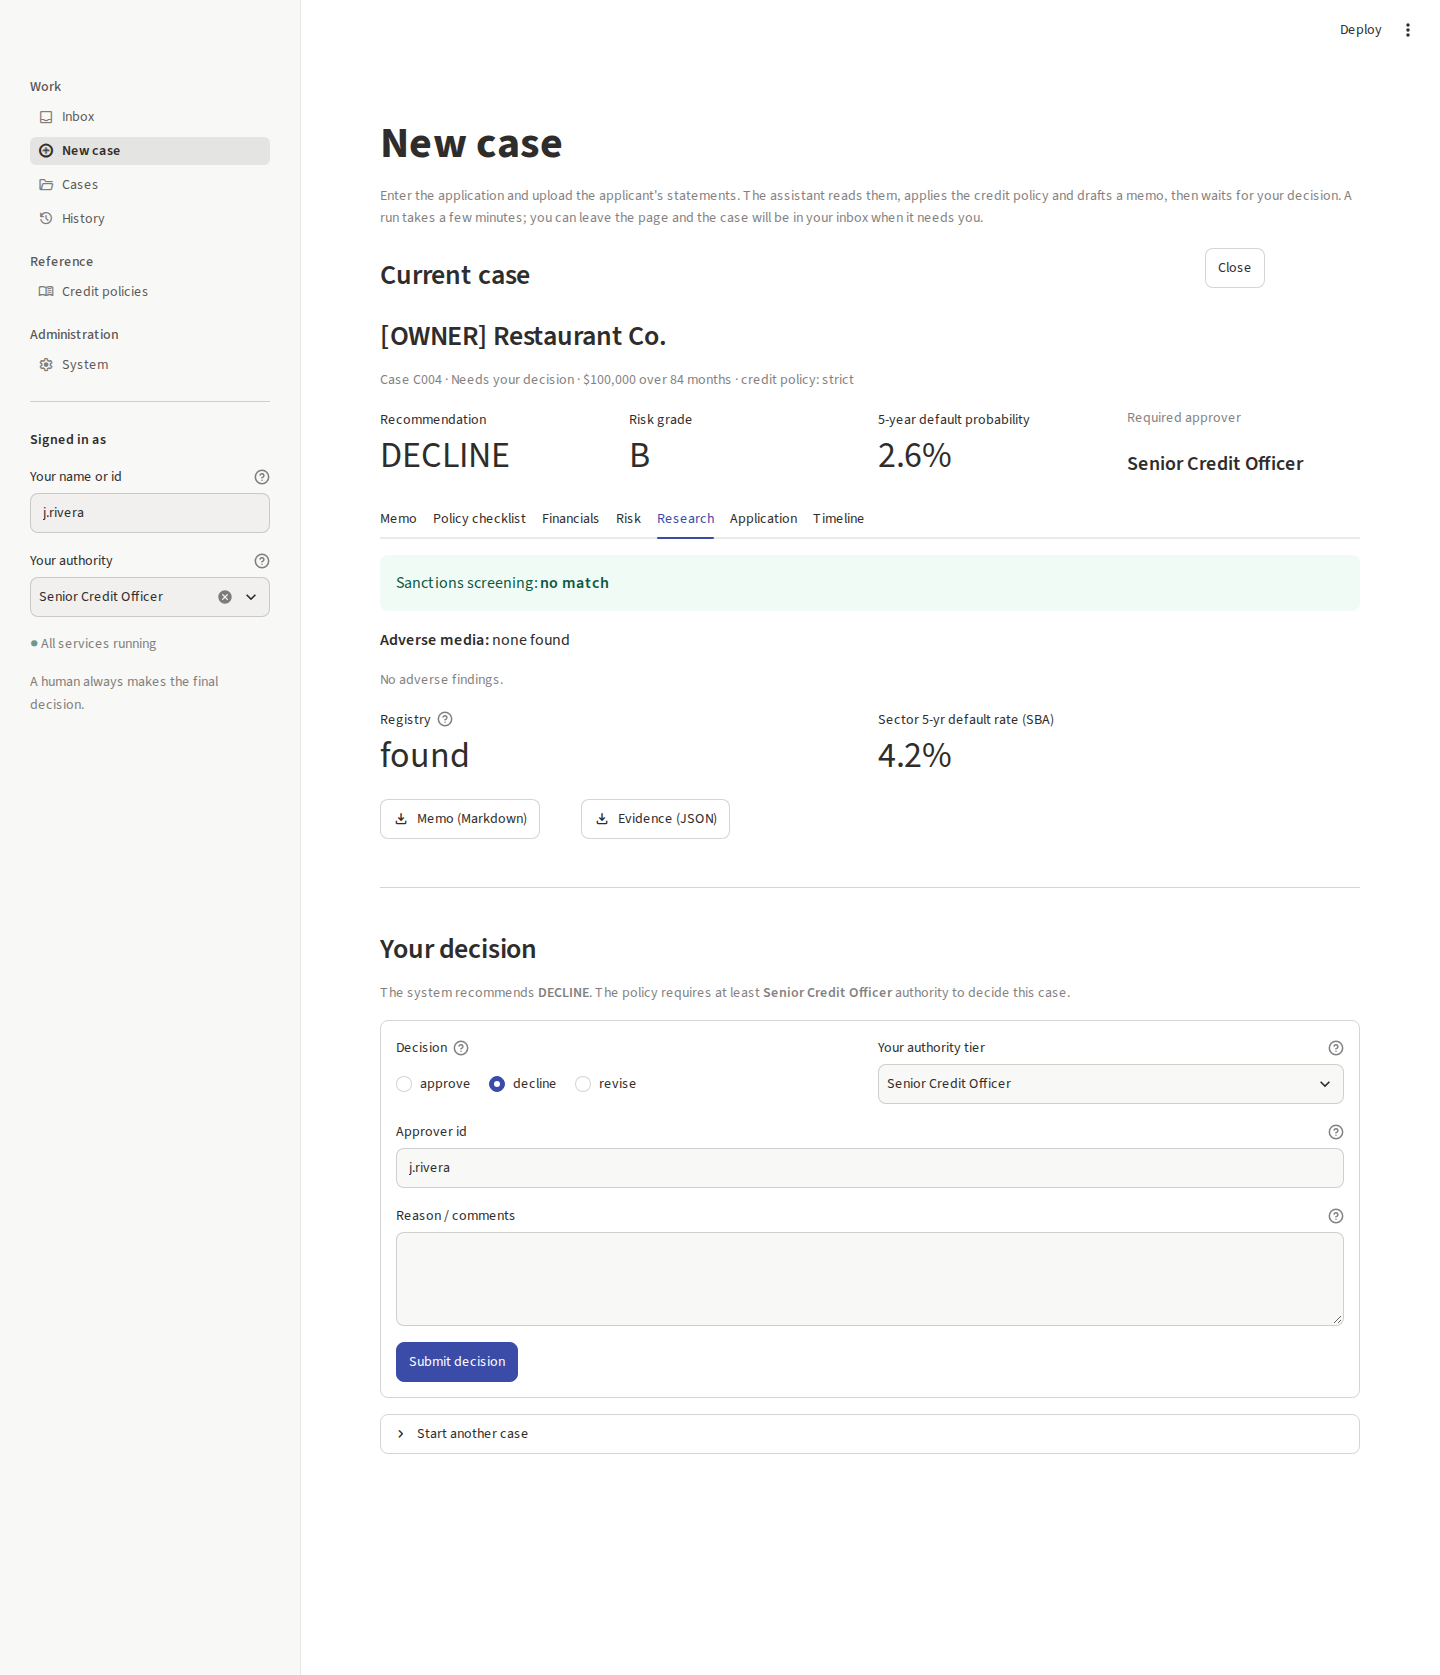 Deploy
Work
Inbox
New case
Cases
History
Reference
Credit policies
Administration
System
Signed in as
Your name or id
j.rivera
Your authority
Senior Credit Officer
All services running
A human always makes the final
decision.
New case
Enter the application and upload the applicant's statements. The assistant reads them, applies the credit policy and drafts a memo, then waits for your decision. A
run takes a few minutes; you can leave the page and the case will be in your inbox when it needs you.
Current case
Close
[OWNER] Restaurant Co.
Case C004 · Needs your decision · $100,000 over 84 months · credit policy: strict
Recommendation
DECLINE
Risk grade
B
5-year default probability
2.6%
Required approver
Senior Credit Officer
Memo Policy checklist Financials Risk Research Application Timeline
Sanctions screening: no match
Adverse media: none found
No adverse findings.
Registry
found
Sector 5-yr default rate (SBA)
4.2%
Memo (Markdown) Evidence (JSON)
Your decision
The system recommends DECLINE. The policy requires at least Senior Credit Officer authority to decide this case.
Decision
approve decline revise
Your authority tier
Senior Credit Officer
Approver id
j.rivera
Reason / comments
Submit decision
Start another case